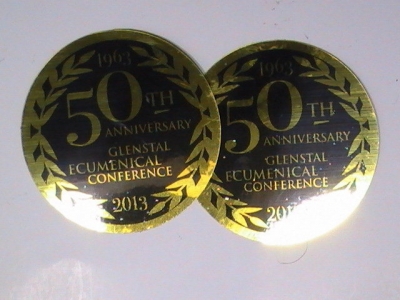 1963
50TH
ANNIVERSARY
GLENSTAL
ECUMENICAL
CONFERENCE
2013
1963
50TH
ANNIVERSARY
GLENSTAL
ECUMENICAL
CONFERENCE